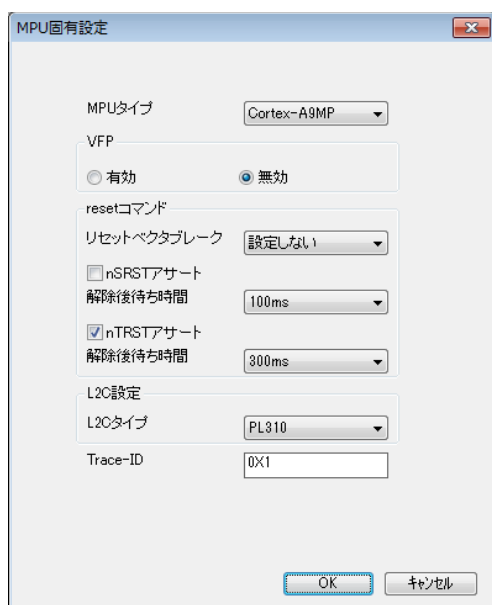 MPU固有設定
MPUタイプ Cortex-A9MP
VFP
有効 無効
resetコマンド
リセットベクタブレーク 設定しない
nSRSTアサート
解除後待ち時間 100ms
nTRSTアサート
解除後待ち時間 300ms
L2C設定
L2Cタイプ PL310
Trace-ID 0X1
OK キャンセル